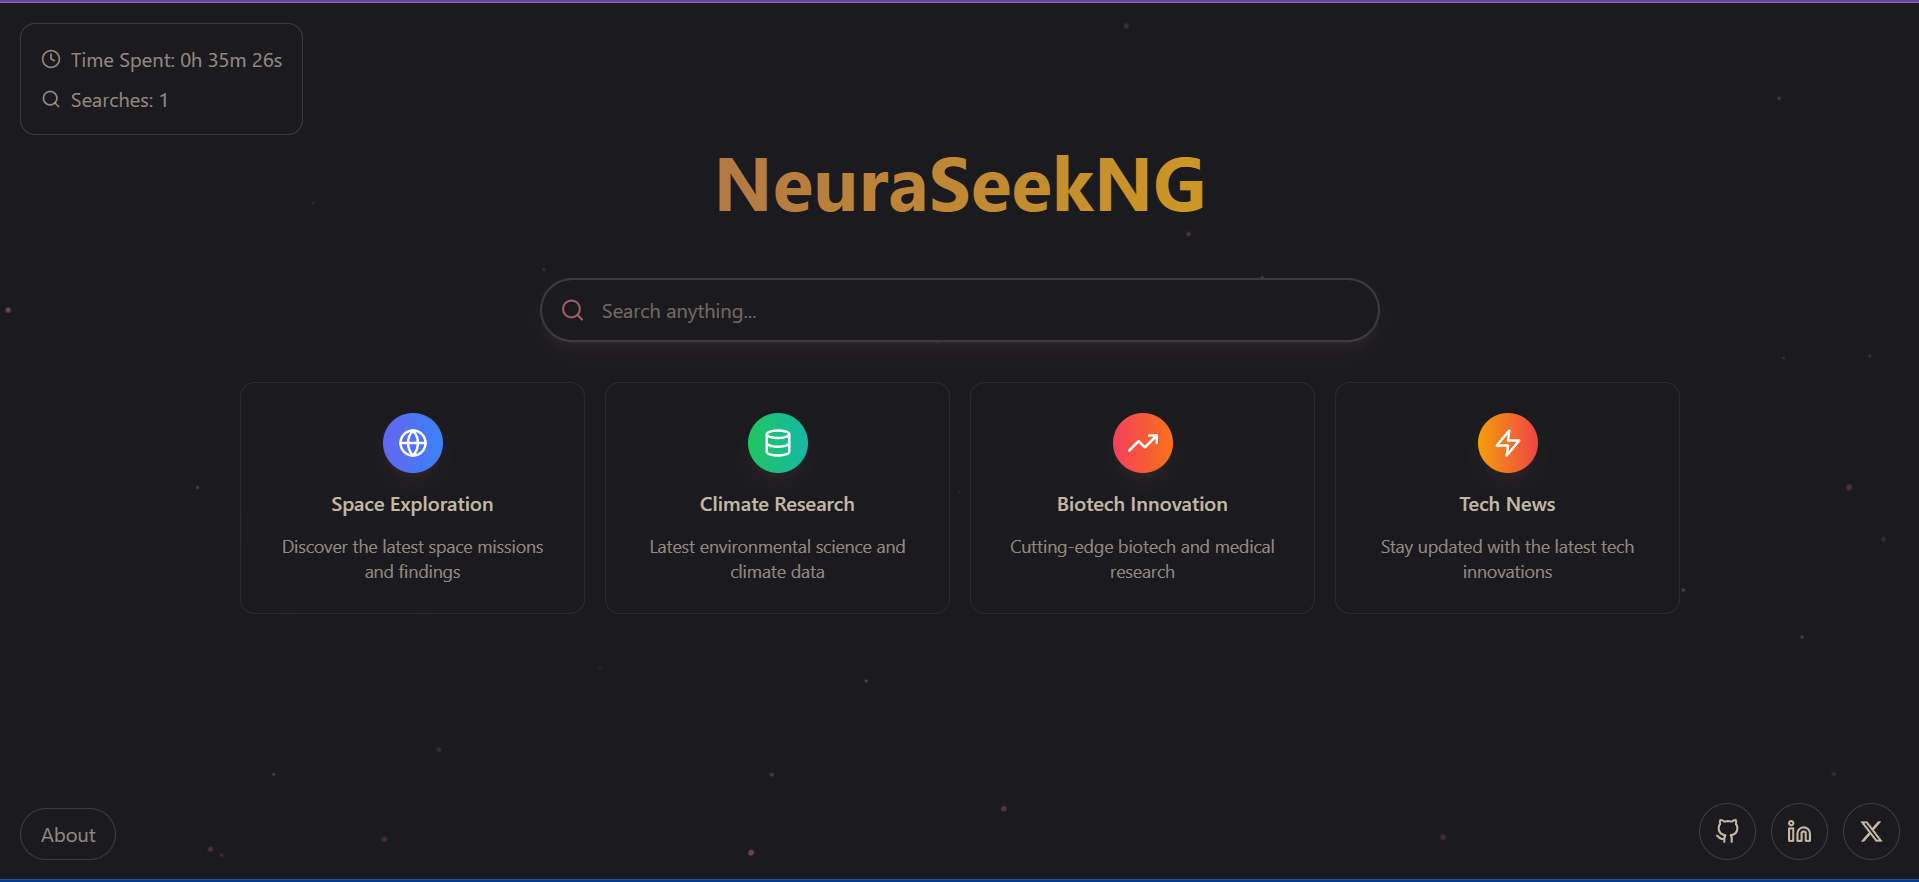 Time Spent: 0h 35m 26s
Searches: 1
NeuraSeekNG
Search anything...
Space Exploration
Discover the latest space missions
and findings
Climate Research
Latest environmental science and
climate data
Biotech Innovation
Cutting-edge biotech and medical
research
Tech News
Stay updated with the latest tech
innovations
About